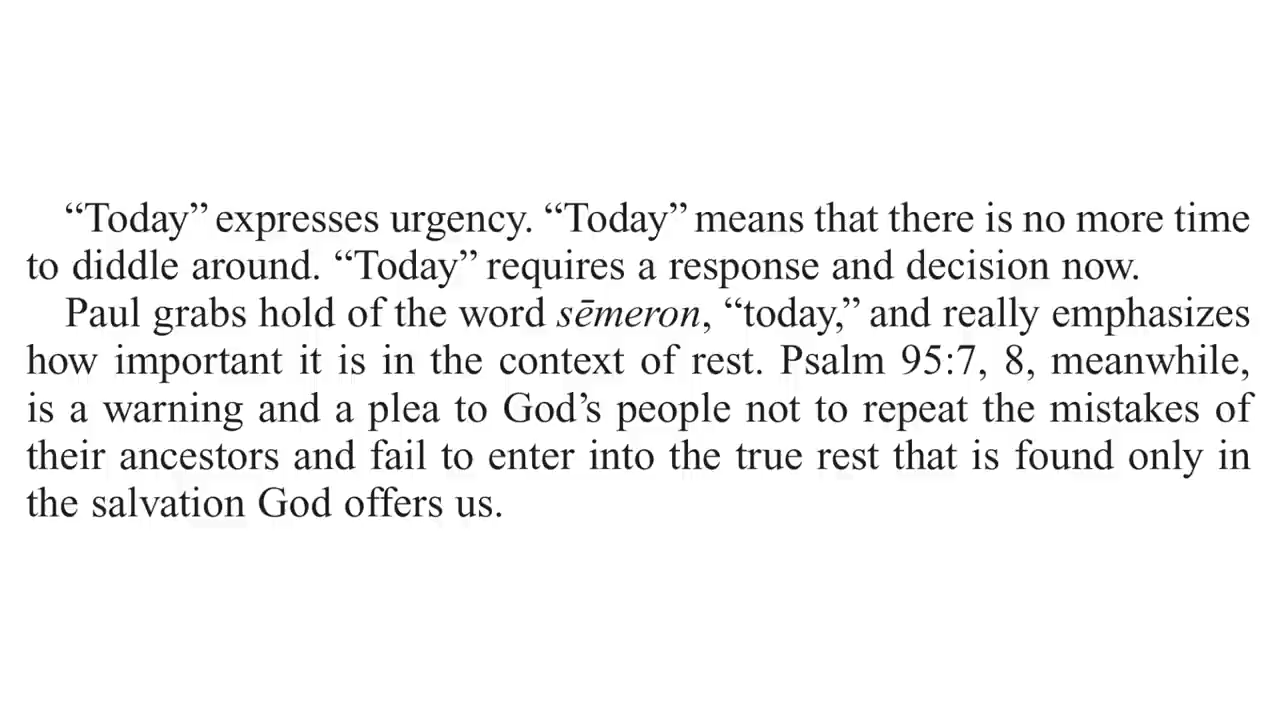 “Today” expresses urgency. “Today” means that there is no more time
to diddle around. “Today” requires a response and decision now.
Paul grabs hold of the word sēmeron, “today,” and really emphasizes
how important it is in the context of rest. Psalm 95:7, 8, meanwhile,
is a warning and a plea to God’s people not to repeat the mistakes of
their ancestors and fail to enter into the true rest that is found only in
the salvation God offers us.